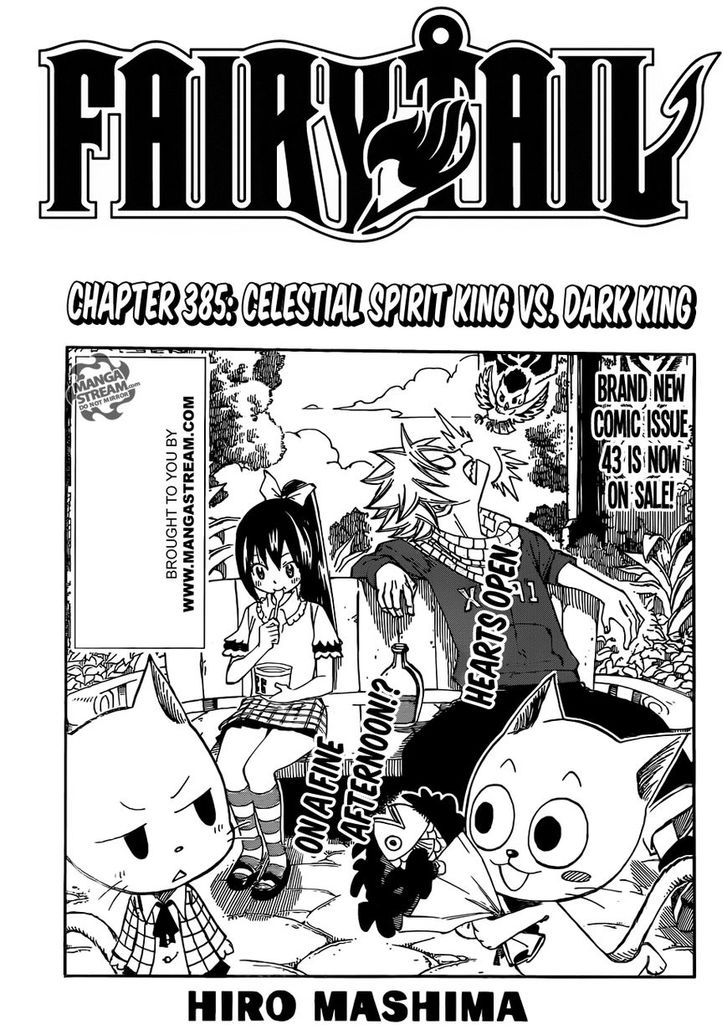 FAIRY TAIL
CHAPTER 385: CELESTIAL SPIRIT KING VS. DARK KING
MANGA
STREAM.com
DO NOT MIRROR
BROUGHT TO YOU BY
WWW.MANGASTREAM.COM
BRAND NEW
COMIC ISSUE
43 IS NOW
ON SALE!
HEARTS OPEN
ON A FINE
AFTERNOON!?
HIRO MASHIMA